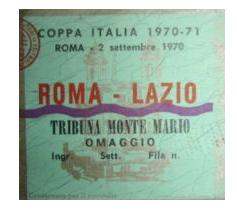 COPPA ITALIA 1970-71
ROMA - 2 settembre 1970
ROMA - LAZIO
TRIBUNA MONTE MARIO
OMAGGIO
Ingr. Sett. Fila n.